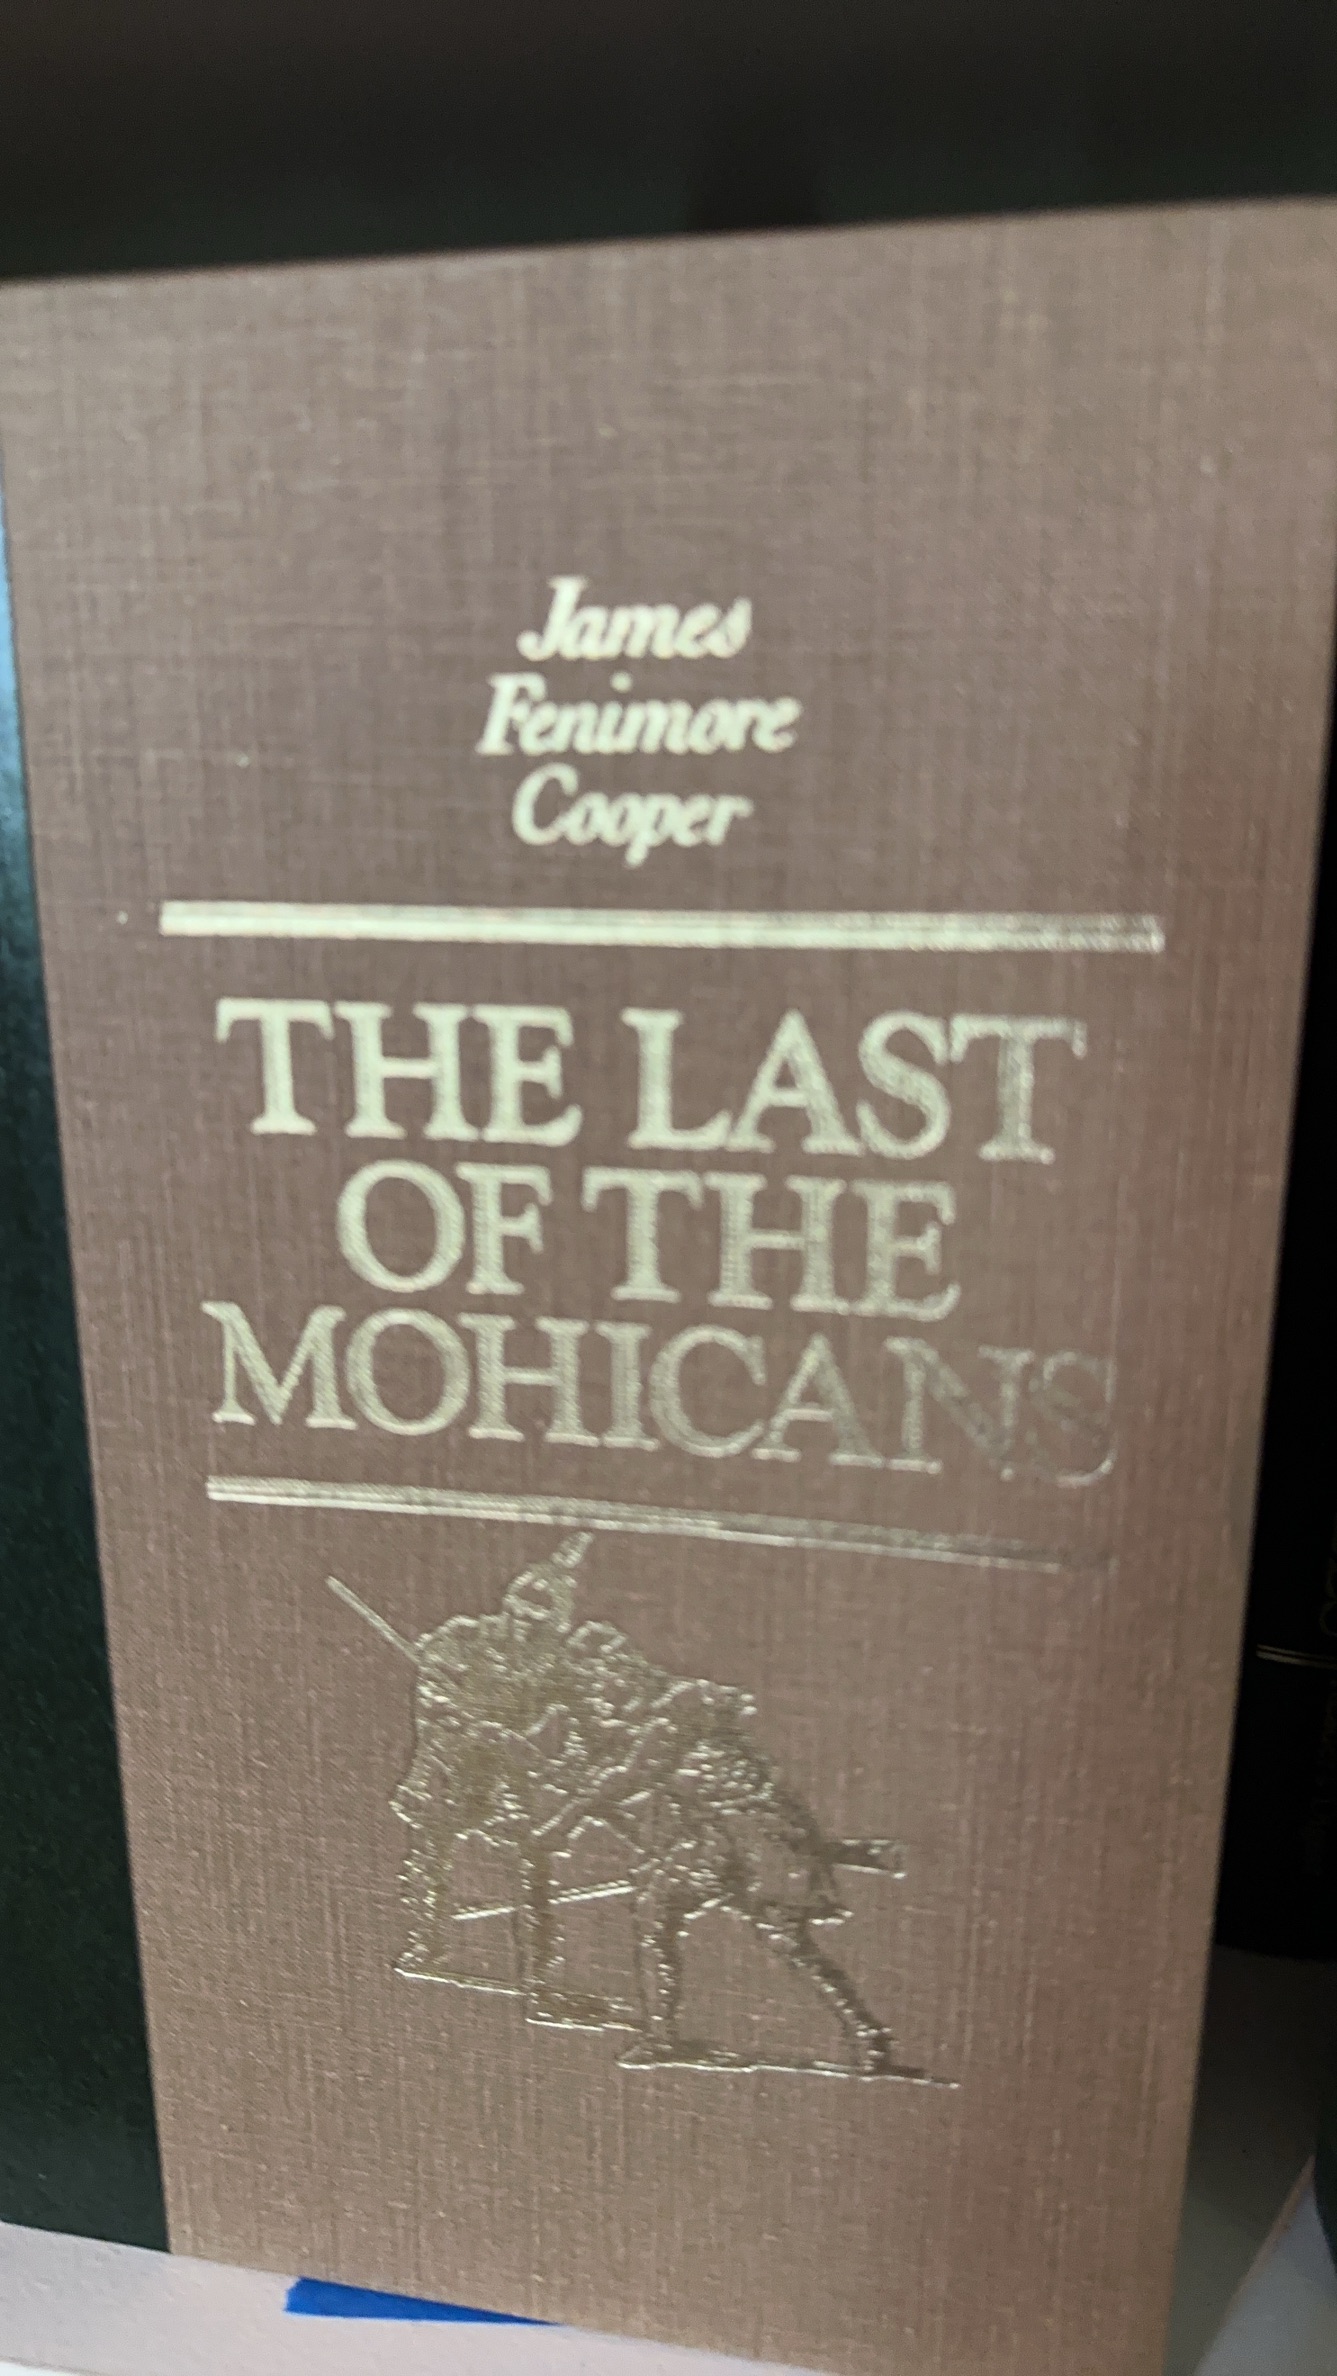 James
Fenimore
Cooper
THE LAST
OF THE
MOHICANS